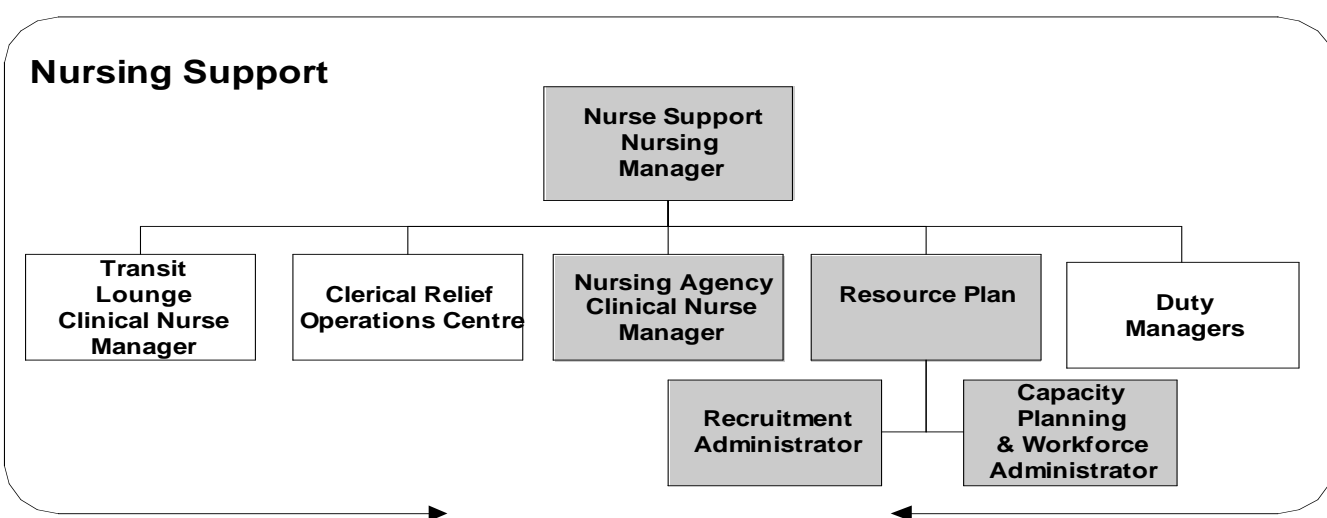 Nursing Support
Nurse Support
Nursing
Manager
Transit
Lounge
Clinical Nurse
Manager
Clerical Relief
Operations Centre
Nursing Agency
Clinical Nurse
Manager
Resource Plan
Duty
Managers
Recruitment
Administrator
Capacity
Planning
& Workforce
Administrator